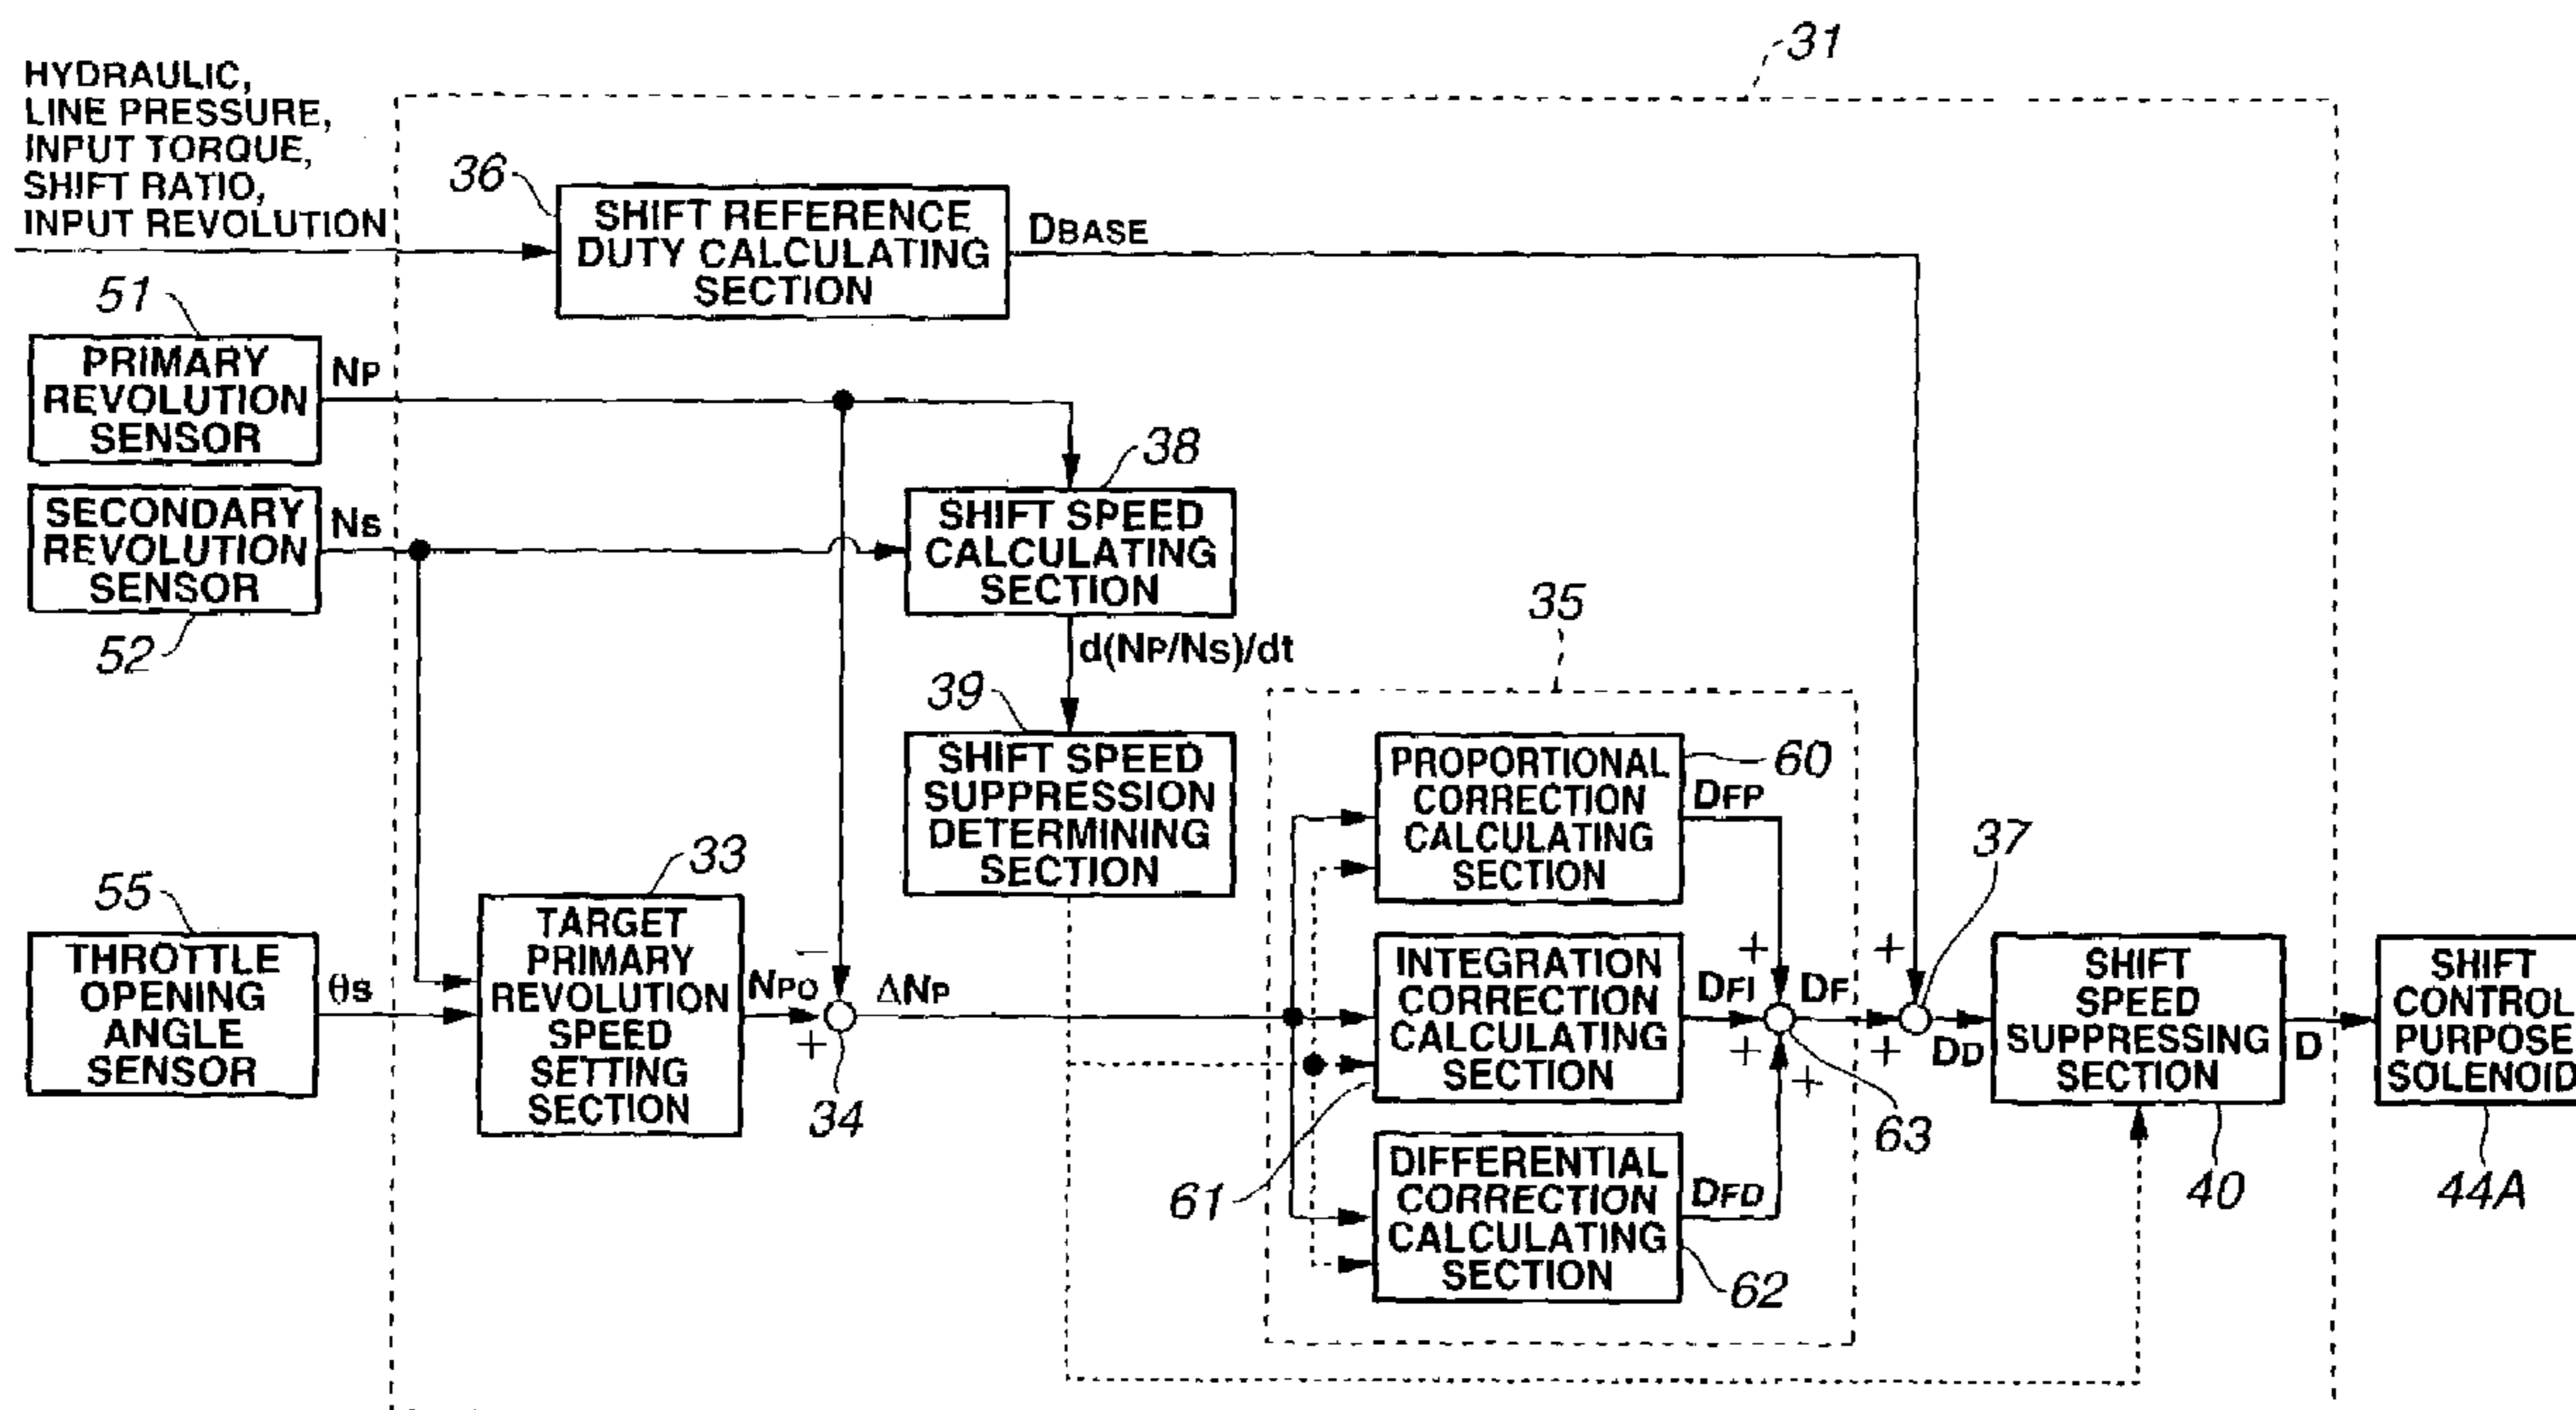 31
HYDRAULIC,
LINE PRESSURE,
INPUT TORQUE,
SHIFT RATIO,
INPUT REVOLUTION
36
SHIFT REFERENCE
DUTY CALCULATING
SECTION
DBASE
51
PRIMARY
REVOLUTION
SENSOR
NP
SECONDARY
REVOLUTION
SENSOR
NS
52
38
SHIFT SPEED
CALCULATING
SECTION
d(NP/NS)/dt
39
SHIFT SPEED
SUPPRESSION
DETERMINING
SECTION
35
PROPORTIONAL
CORRECTION
CALCULATING
SECTION
60
DFP
55
THROTTLE
OPENING
ANGLE
SENSOR
θS
33
TARGET
PRIMARY
REVOLUTION
SPEED
SETTING
SECTION
NPO
−
+
34
ΔNP
INTEGRATION
CORRECTION
CALCULATING
SECTION
61
DFI
+
+
+
63
DF
DIFFERENTIAL
CORRECTION
CALCULATING
SECTION
62
DFD
37
+
+
DD
SHIFT
SPEED
SUPPRESSING
SECTION
40
D
SHIFT
CONTROL
PURPOSE
SOLENOID
44A